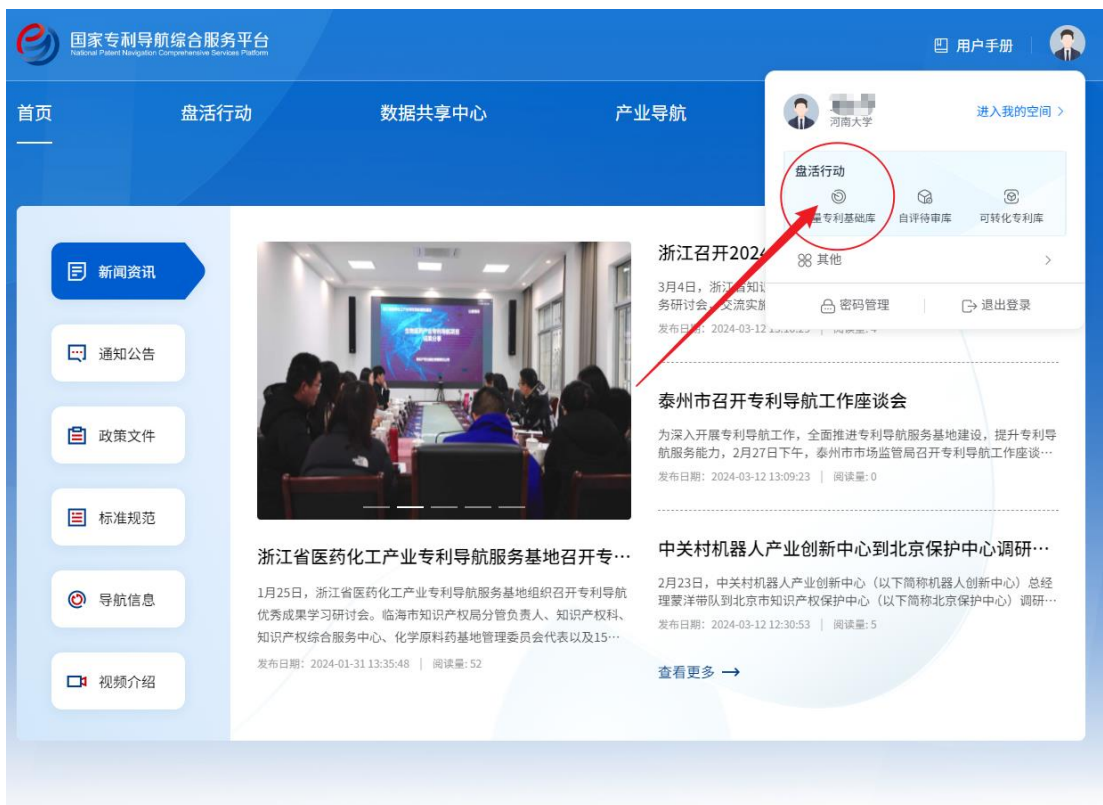 国家专利导航综合服务平台
National Patent Navigation Comprehensive Services Platform
用户手册
首页
盘活行动
数据共享中心
产业导航
河南大学
进入我的空间
盘活行动
量专利基础库
自评待审库
可转化专利库
其他
密码管理
退出登录
新闻资讯
通知公告
政策文件
标准规范
导航信息
视频介绍
浙江省医药化工产业专利导航服务基地召开专…
1月25日，浙江省医药化工产业专利导航服务基地组织召开专利导航
优秀成果学习研讨会。临海市知识产权局分管负责人、知识产权科、
知识产权综合服务中心、化学原料药基地管理委员会代表以及15…
发布日期：2024-01-31 13:35:48 | 阅读量: 52
浙江召开202
3月4日，浙江省知
务研讨会，交流实施
发布日期：2024-03-12
泰州市召开专利导航工作座谈会
为深入开展专利导航工作，全面推进专利导航服务基地建设，提升专利导
航服务能力，2月27日下午，泰州市市场监管局召开专利导航工作座谈…
发布日期：2024-03-12 13:09:23 | 阅读量: 0
中关村机器人产业创新中心到北京保护中心调研…
2月23日，中关村机器人产业创新中心（以下简称机器人创新中心）总经
理蒙洋带队到北京市知识产权保护中心（以下简称北京保护中心）调研…
发布日期：2024-03-12 12:30:53 | 阅读量: 5
查看更多